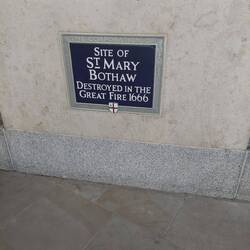 SITE OF
ST MARY
BOTHAW
DESTROYED IN THE
GREAT FIRE 1666